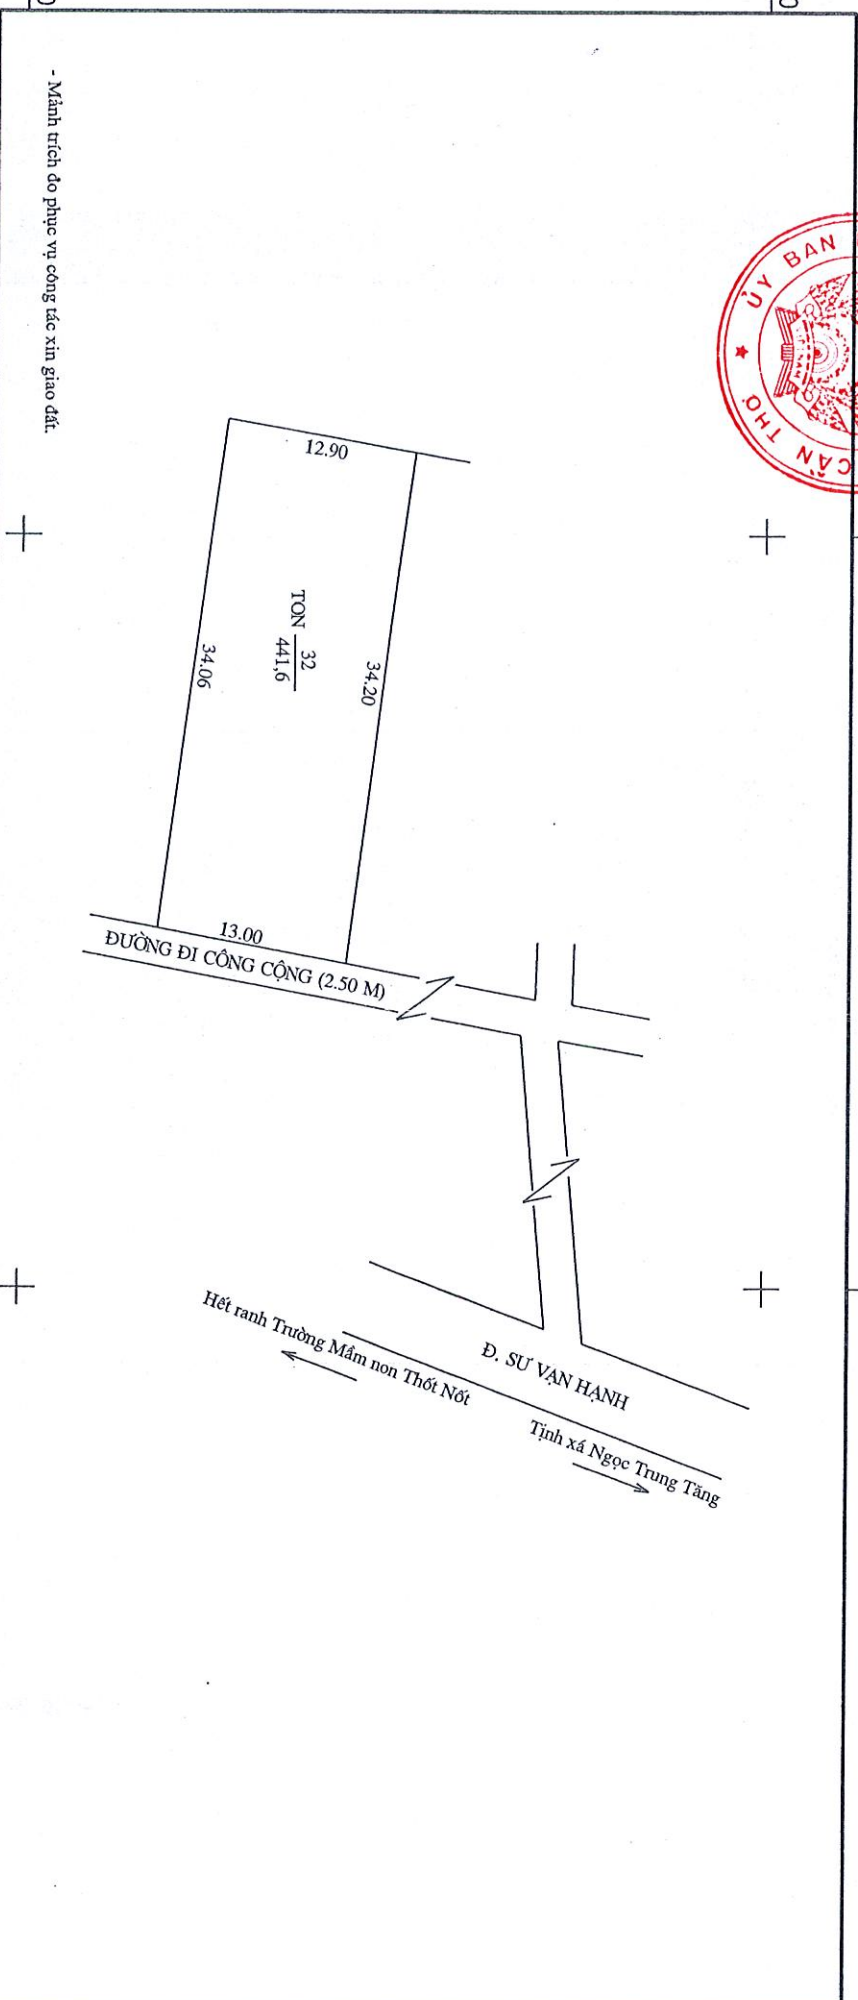 - Mảnh trích đo phục vụ công tác xin giao đất.
ỦY BAN
CẦN THƠ
12.90
TON 32
441,6
34.20
34.06
13.00
ĐƯỜNG ĐI CÔNG CỘNG (2.50 M)
Đ. SƯ VẠN HẠNH
Hết ranh Trường Mầm non Thốt Nốt
Tịnh xá Ngọc Trung Tăng